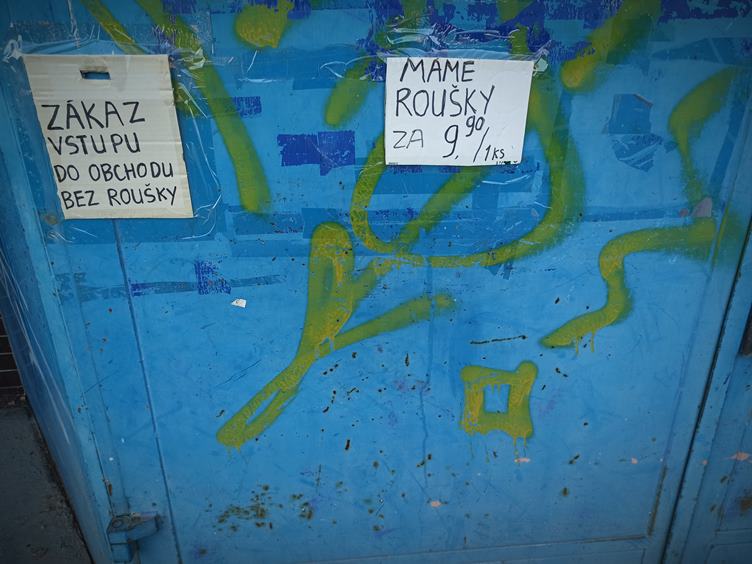 ZÁKAZ
VSTUPU
DO OBCHODU
BEZ ROUŠKY
MÁME
ROUŠKY
ZA 9,90/1KS